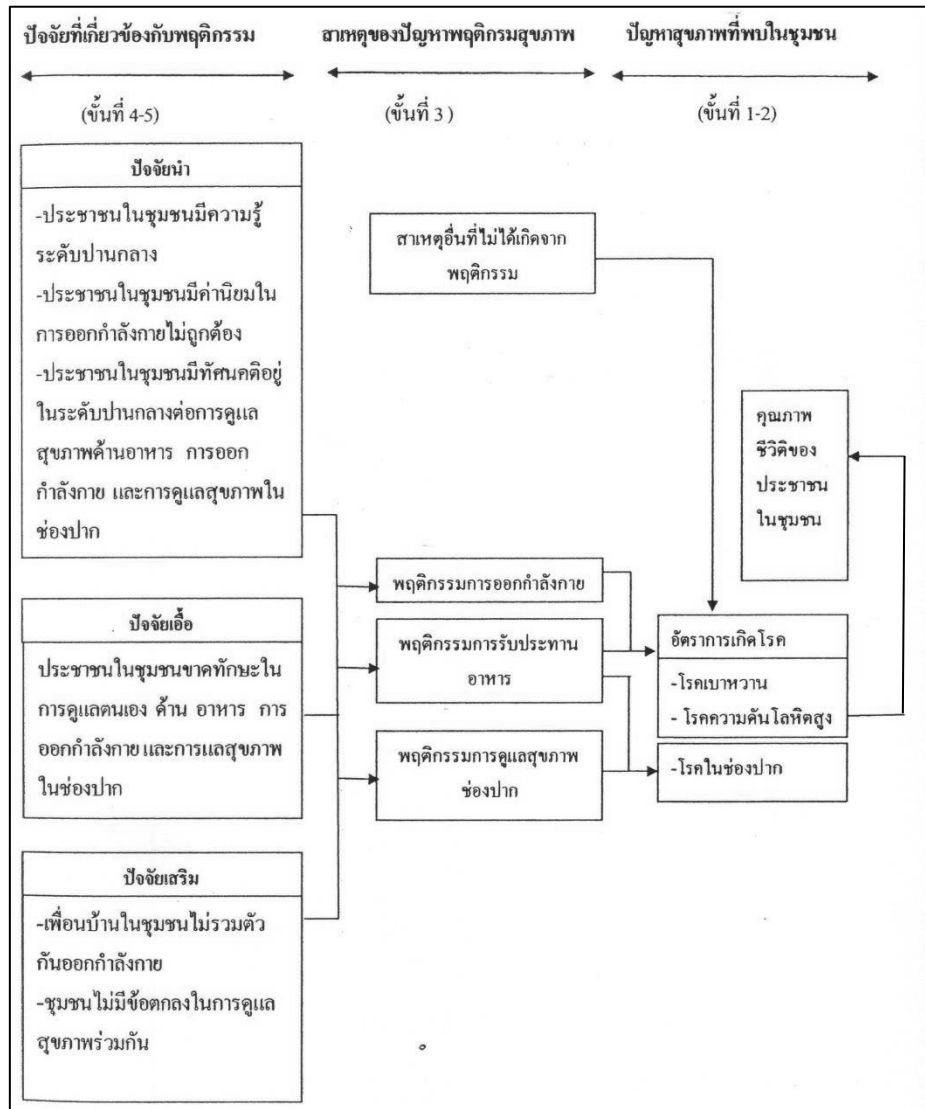 ปัจจัยที่เกี่ยวข้องกับพฤติกรรม
สาเหตุของปัญหาพฤติกรมสุขภาพ
ปัญหาสุขภาพที่พบในชุมชน
(ขั้นที่ 4-5)
(ขั้นที่ 3 )
(ขั้นที่ 1-2)
ปัจจัยนำ
-ประชาชนในชุมชนมีความรู้
ระดับปานกลาง
-ประชาชนในชุมชนมีค่านิยมใน
การออกกำลังกายไม่ถูกต้อง
-ประชาชนในชุมชนมีทัศนคติอยู่
ในระดับปานกลางต่อการดูแล
สุขภาพด้านอาหาร การออก
กำลังกาย และการดูแลสุขภาพใน
ช่องปาก
ปัจจัยเอื้อ
ประชาชนในชุมชนขาดทักษะใน
การดูแลตนเอง ด้าน อาหาร การ
ออกกำลังกาย และการแลสุขภาพ
ในช่องปาก
ปัจจัยเสริม
-เพื่อนบ้านในชุมชนไม่รวมตัว
กันออกกำลังกาย
-ชุมชนไม่มีข้อตกลงในการดูแล
สุขภาพร่วมกัน
สาเหตุอื่นที่ไม่ได้เกิดจาก
พฤติกรรม
พฤติกรรมการออกกำลังกาย
พฤติกรรมการรับประทาน
อาหาร
พฤติกรรมการดูแลสุขภาพ
ช่องปาก
คุณภาพ
ชีวิติของ
ประชาชน
ในชุมชน
อัตราการเกิดโรค
-โรคเบาหวาน
- โรคความดันโลหิตสูง
-โรคในช่องปาก